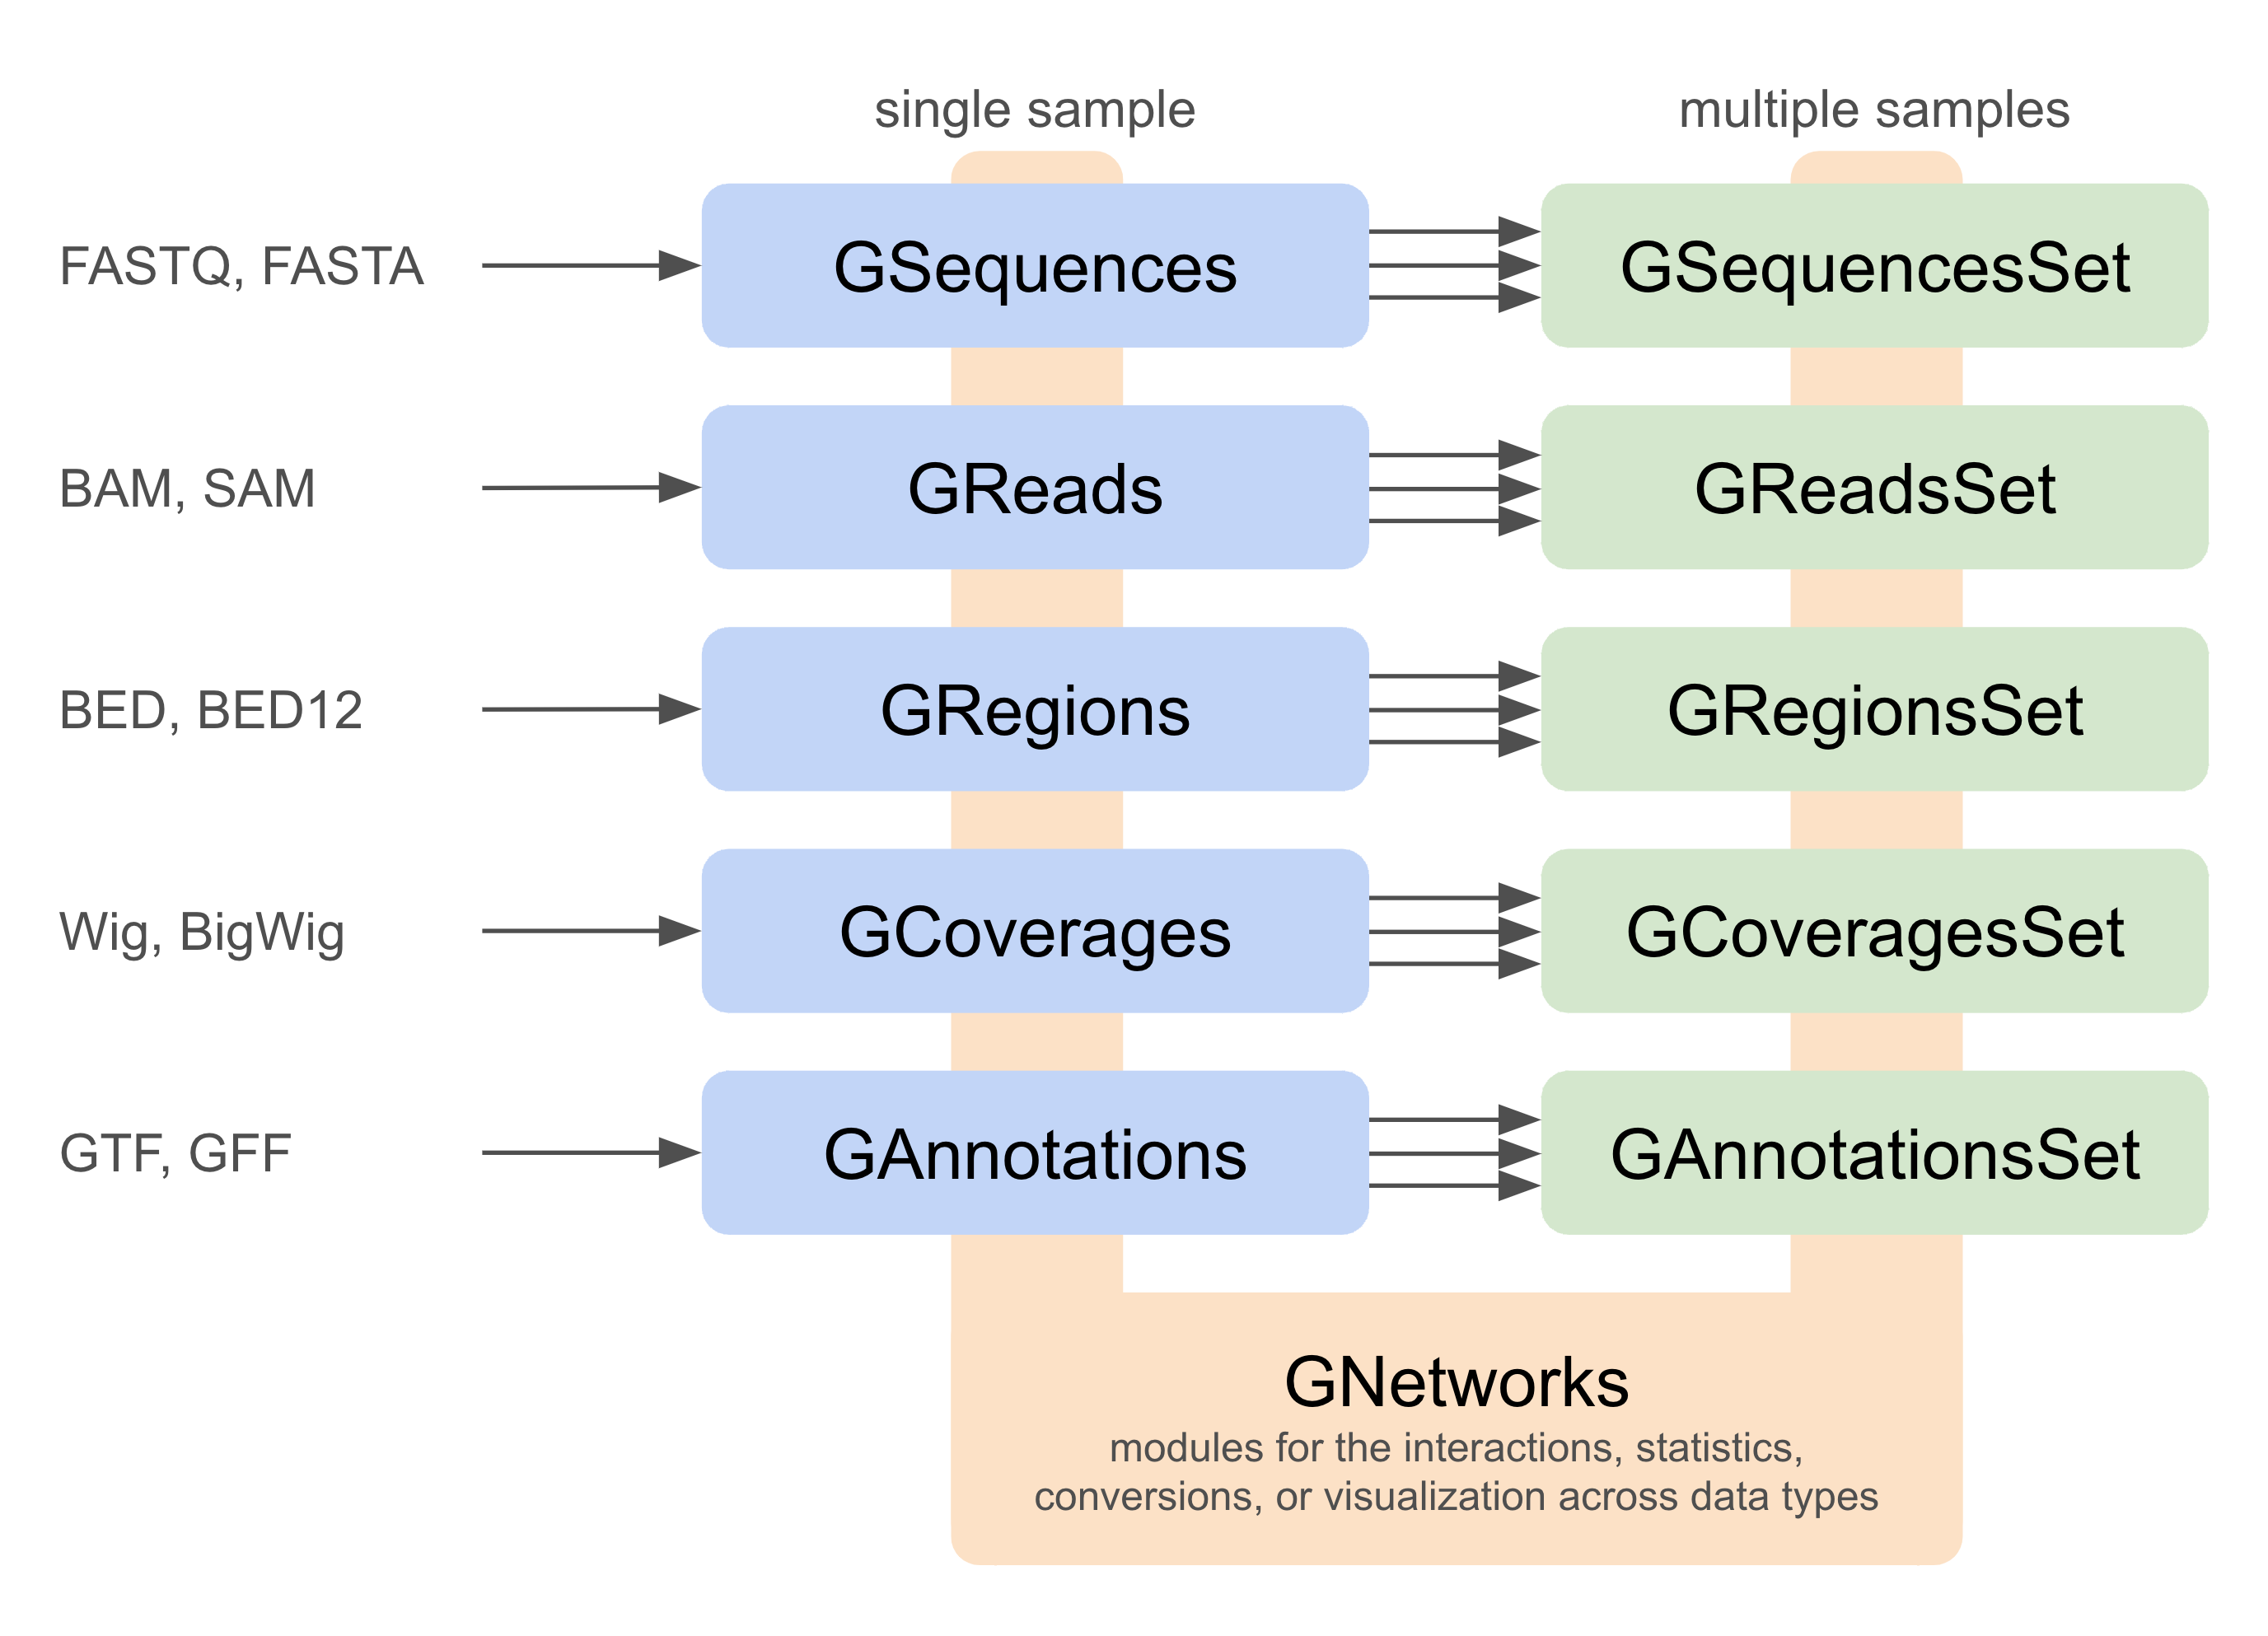 single sample
multiple samples
FASTQ, FASTA
GSequences
GSequencesSet
BAM, SAM
GReads
GReadsSet
BED, BED12
GRegions
GRegionsSet
Wig, BigWig
GCoverages
GCoveragesSet
GTF, GFF
GAnnotations
GAnnotationsSet
GNetworks
modules for the interactions, statistics,
conversions, or visualization across data types